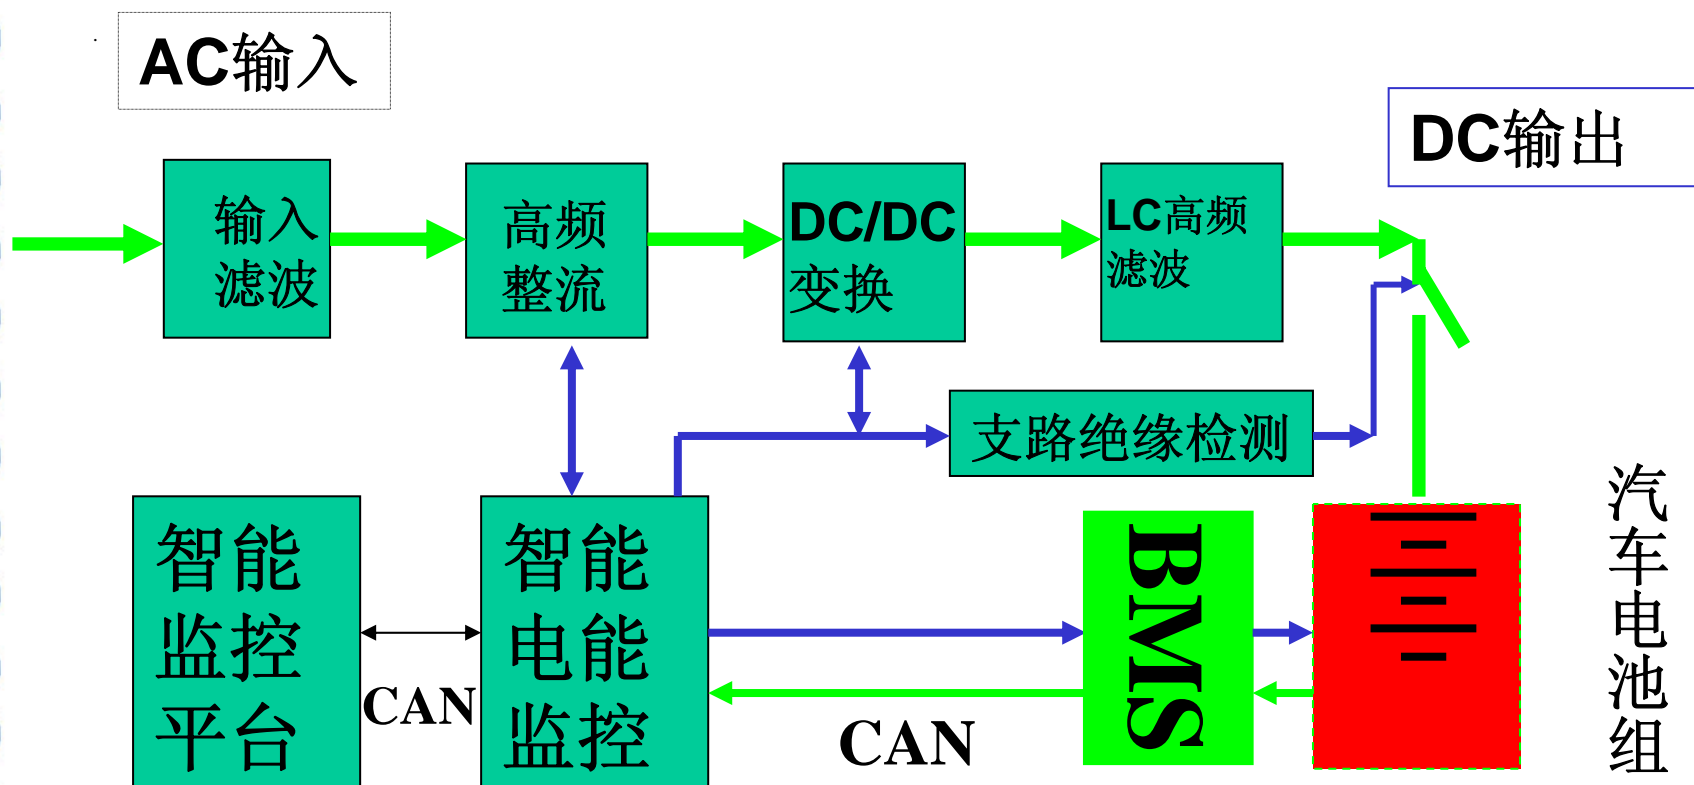 AC输入
DC输出
输入
滤波
高频
整流
DC/DC
变换
LC高频
滤波
支路绝缘检测
智能
监控
平台
CAN
智能
电能
监控
CAN
BMS
汽车电池组